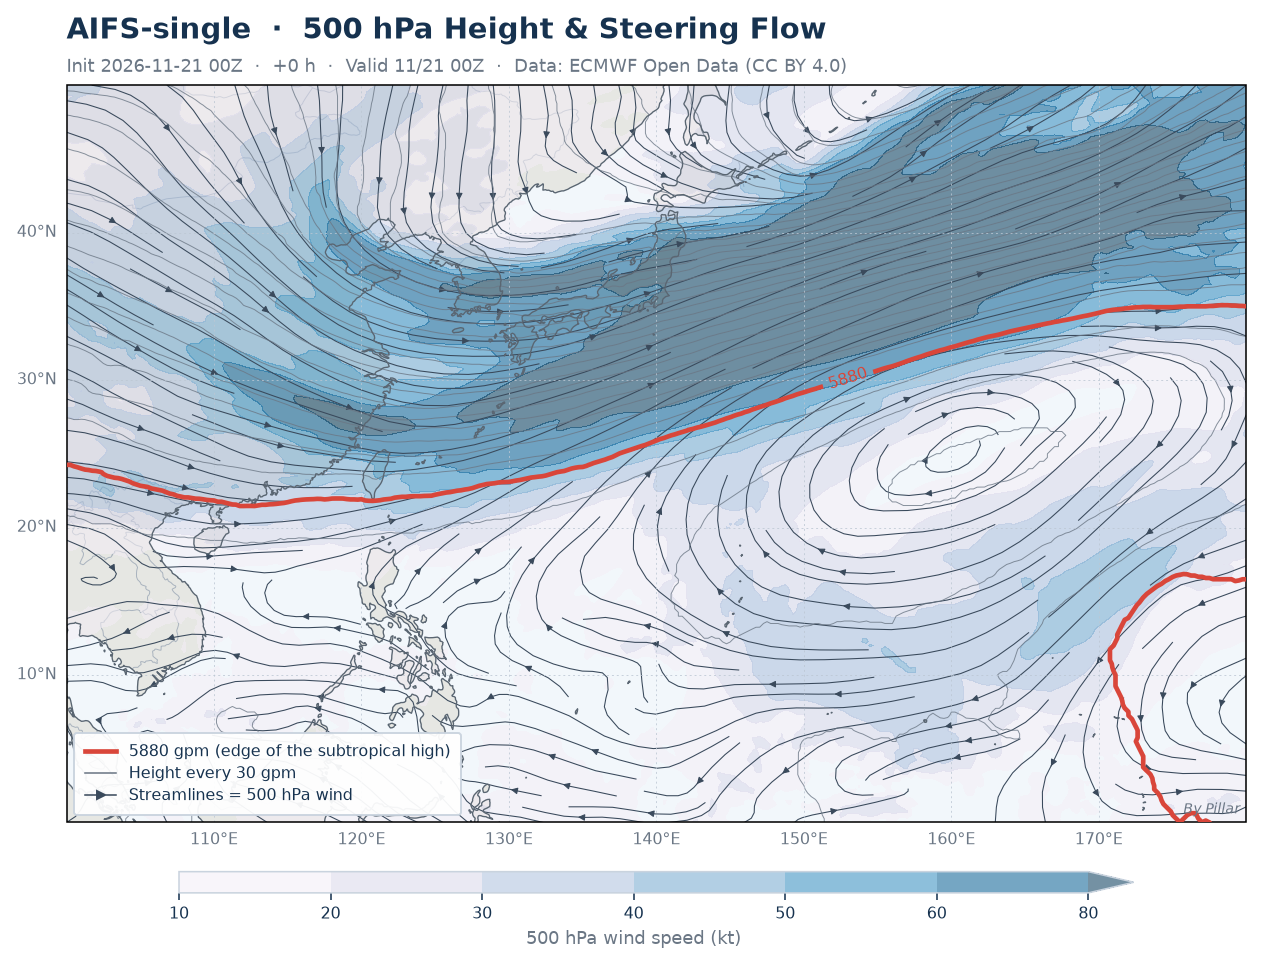 AIFS-single · 500 hPa Height & Steering Flow
Init 2026-11-21 00Z · +0 h · Valid 11/21 00Z · Data: ECMWF Open Data (CC BY 4.0)
40°N
30°N
20°N
10°N
5880
5880 gpm (edge of the subtropical high)
Height every 30 gpm
Streamlines = 500 hPa wind
By Pillar
110°E 120°E 130°E 140°E 150°E 160°E 170°E
10 20 30 40 50 60 80
500 hPa wind speed (kt)